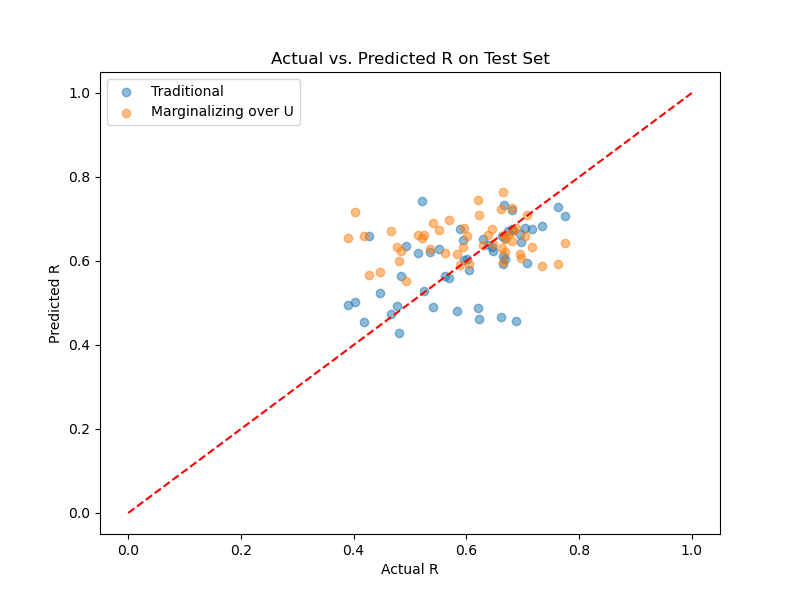 Actual vs. Predicted R on Test Set
Traditional
Marginalizing over U
1.0
0.8
0.6
0.4
0.2
0.0
Predicted R
0.0 0.2 0.4 0.6 0.8 1.0
Actual R